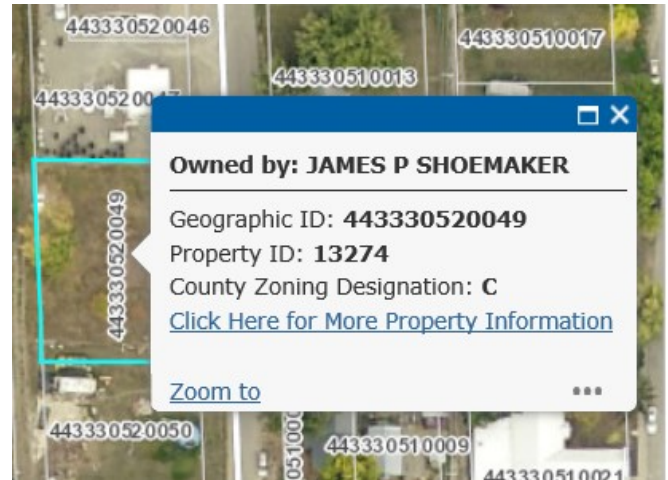 443330520046
443330510017
443330510013
Owned by: JAMES P SHOEMAKER
Geographic ID: 443330520049
Property ID: 13274
County Zoning Designation: C
Click Here for More Property Information
Zoom to
443330520049
443330520050
443330510009
443330510021